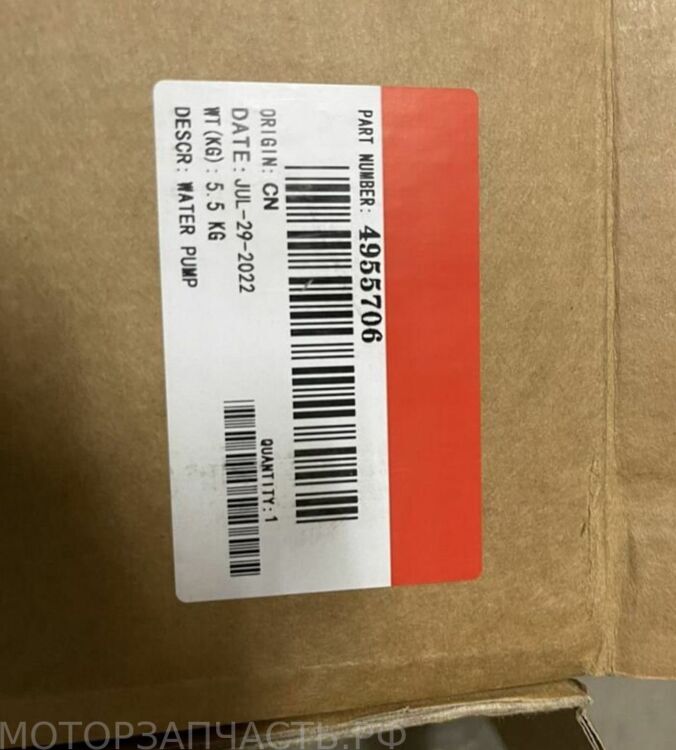 PART NUMBER: 4955706
ORIGIN: CN
DATE: JUL-29-2022
WT(KG): 5.5 KG
DESCR: WATER PUMP
QUANTITY:1
МОТОРЗАПЧАСТЬ.РФ